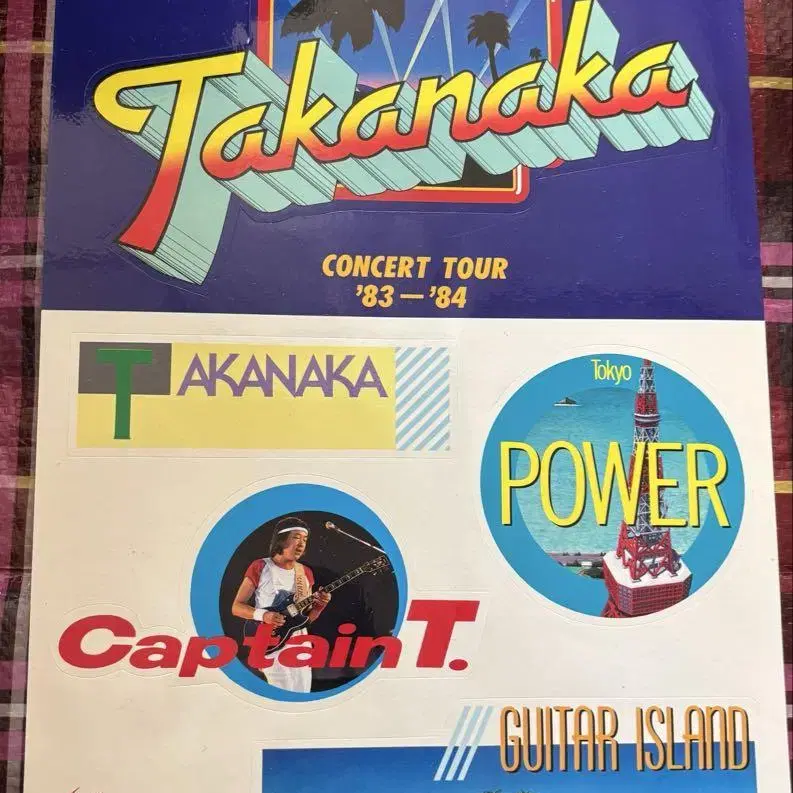 Takanaka
CONCERT TOUR
'83—'84
TAKANAKA
Tokyo
POWER
Captain T.
GUITAR ISLAND